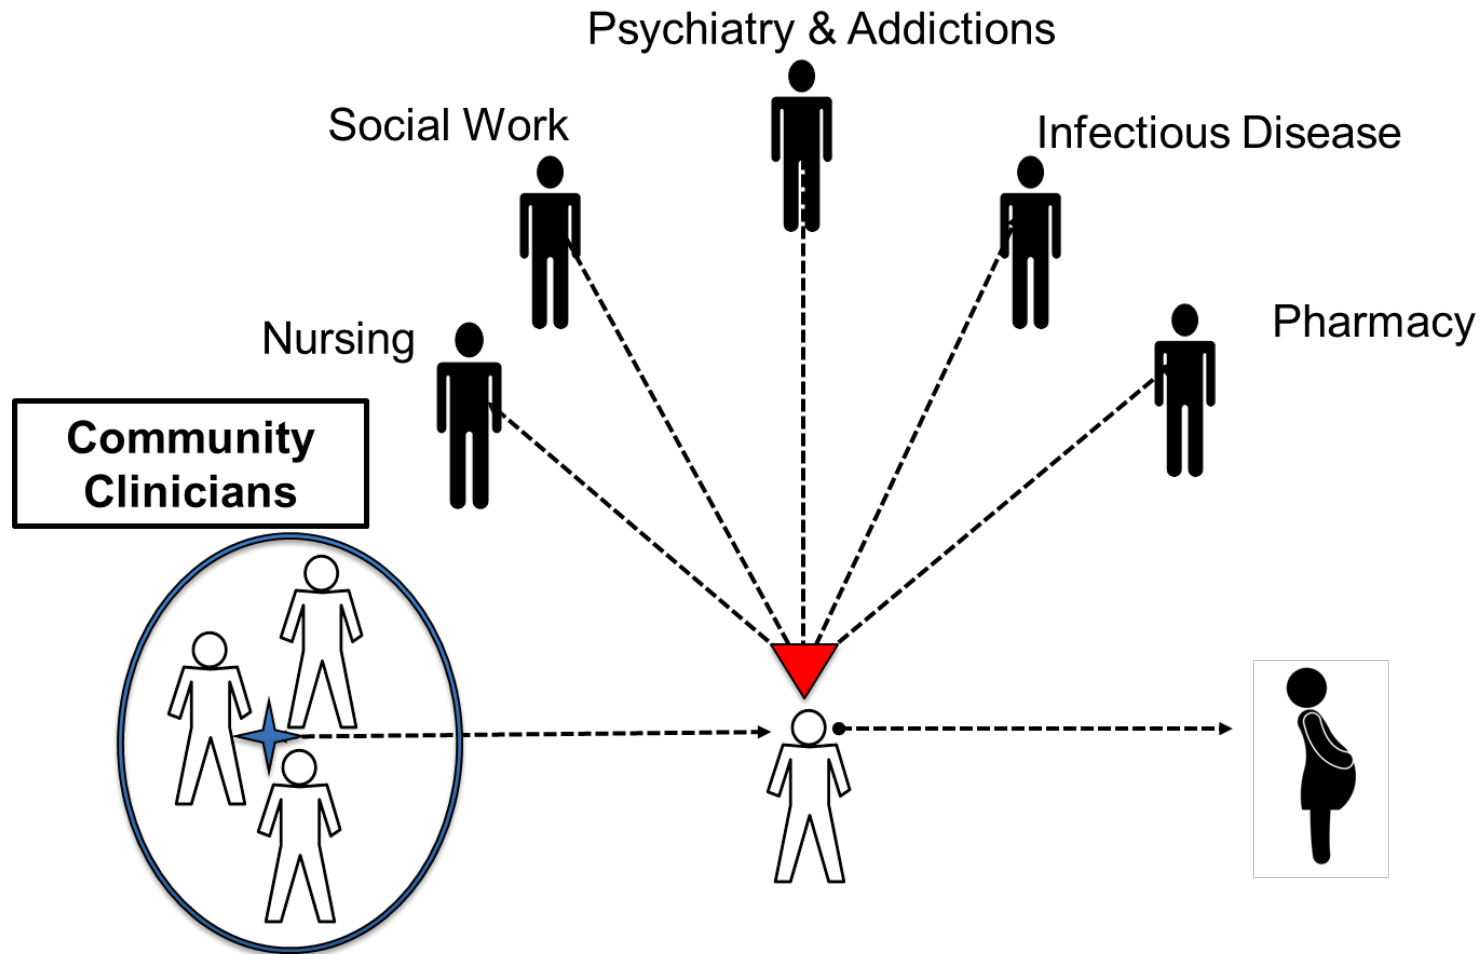 Psychiatry & Addictions
Social Work
Infectious Disease
Pharmacy
Nursing
Community
Clinicians